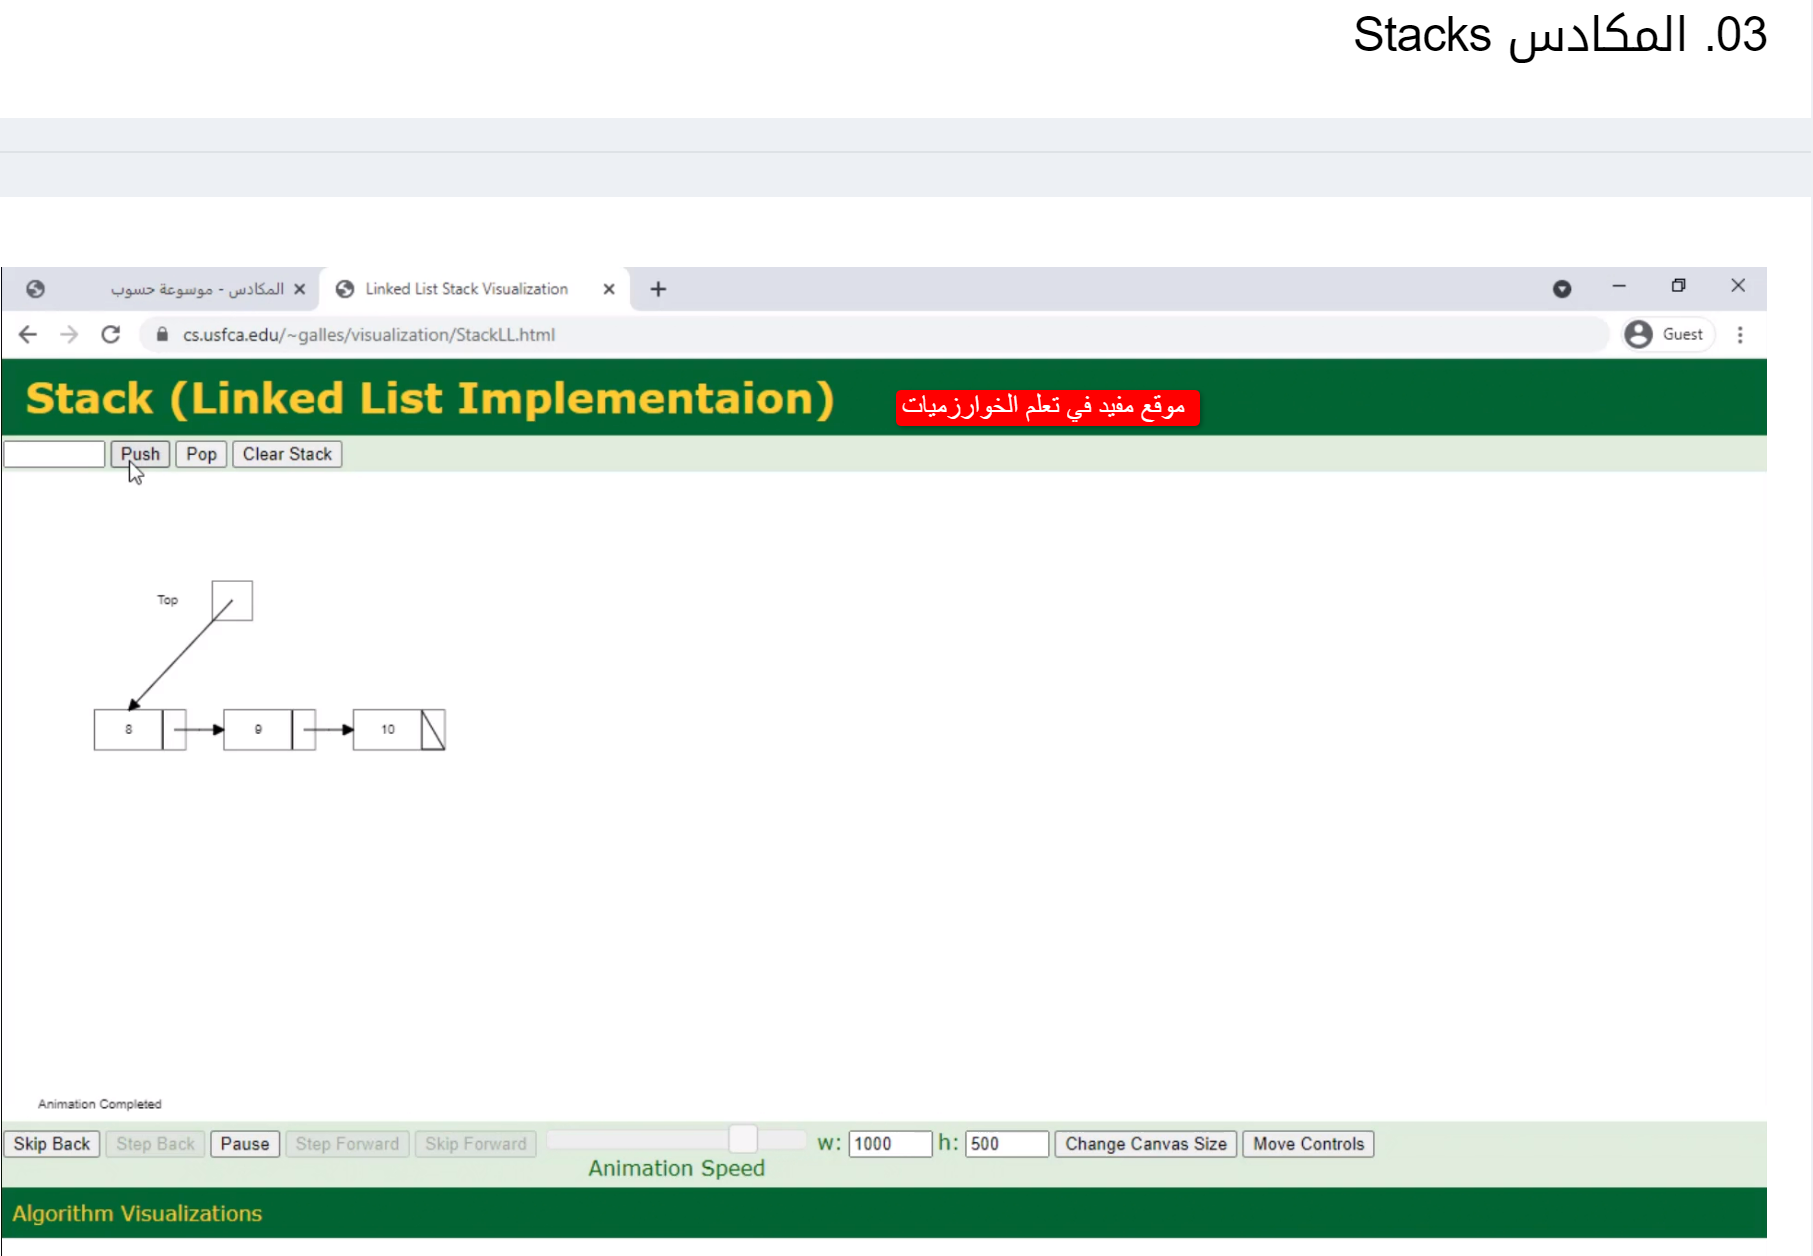 03. المكادس Stacks
المكادس - موسوعة حسوب
Linked List Stack Visualization
cs.usfca.edu/~galles/visualization/StackLL.html
Guest
Stack (Linked List Implementaion)
موقع مفيد في تعلم الخوارزميات
Push Pop Clear Stack
Top
8 9 10
Animation Completed
Skip Back Step Back Pause Step Forward Skip Forward w: 1000 h: 500 Change Canvas Size Move Controls
Animation Speed
Algorithm Visualizations